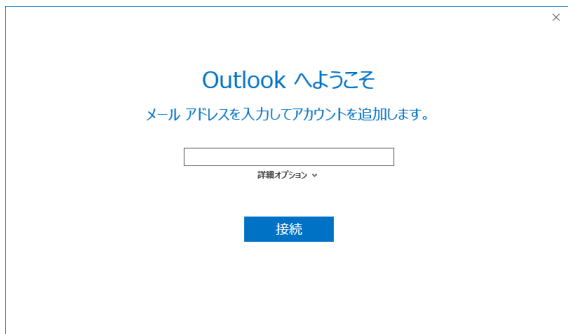 Outlook へようこそ
メール アドレスを入力してアカウントを追加します。
詳細オプション
接続